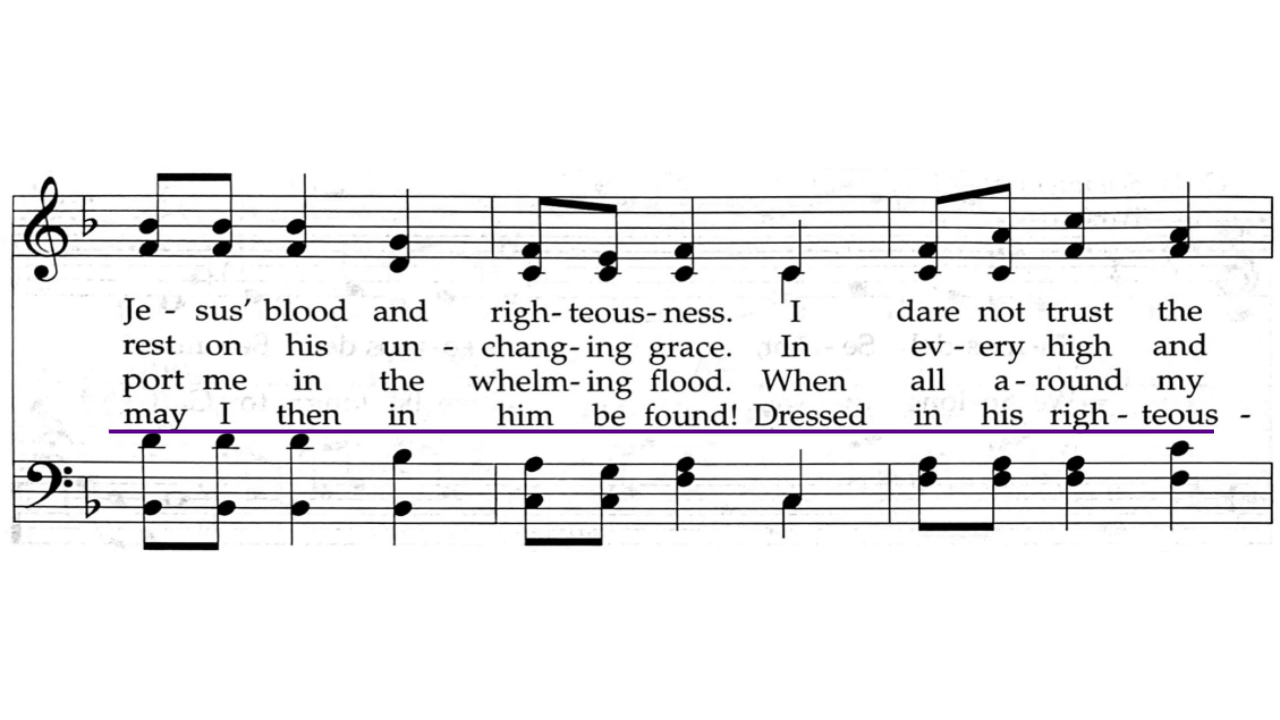 Je - sus’ blood and righ- teous- ness. I dare not trust the
rest on his un - chang- ing grace. In ev - ery high and
port me in the whelm- ing flood. When all a - round my
may I then in him be found! Dressed in his righ - teous -